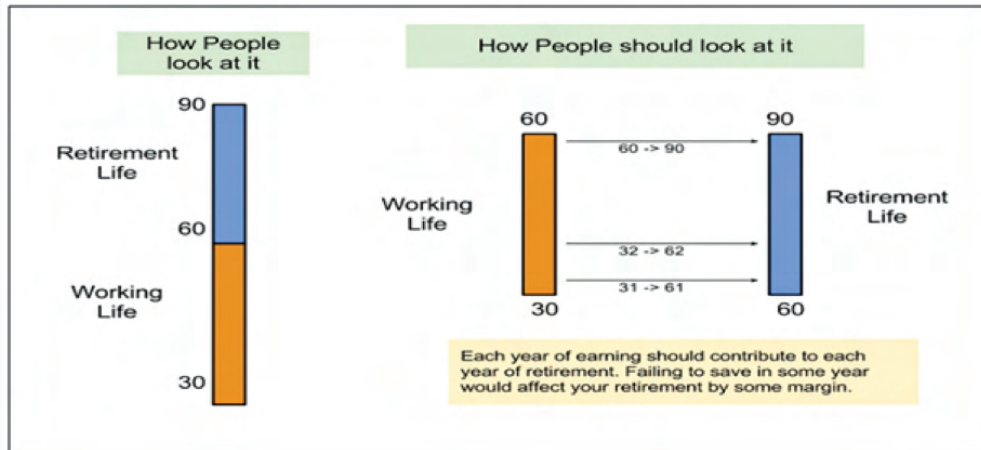 How People
look at it
90
Retirement
Life
60
Working
Life
30
How People should look at it
60
90
60 -> 90
Working
Life
Retirement
Life
32 -> 62
31 -> 61
30
60
Each year of earning should contribute to each
year of retirement. Failing to save in some year
would affect your retirement by some margin.